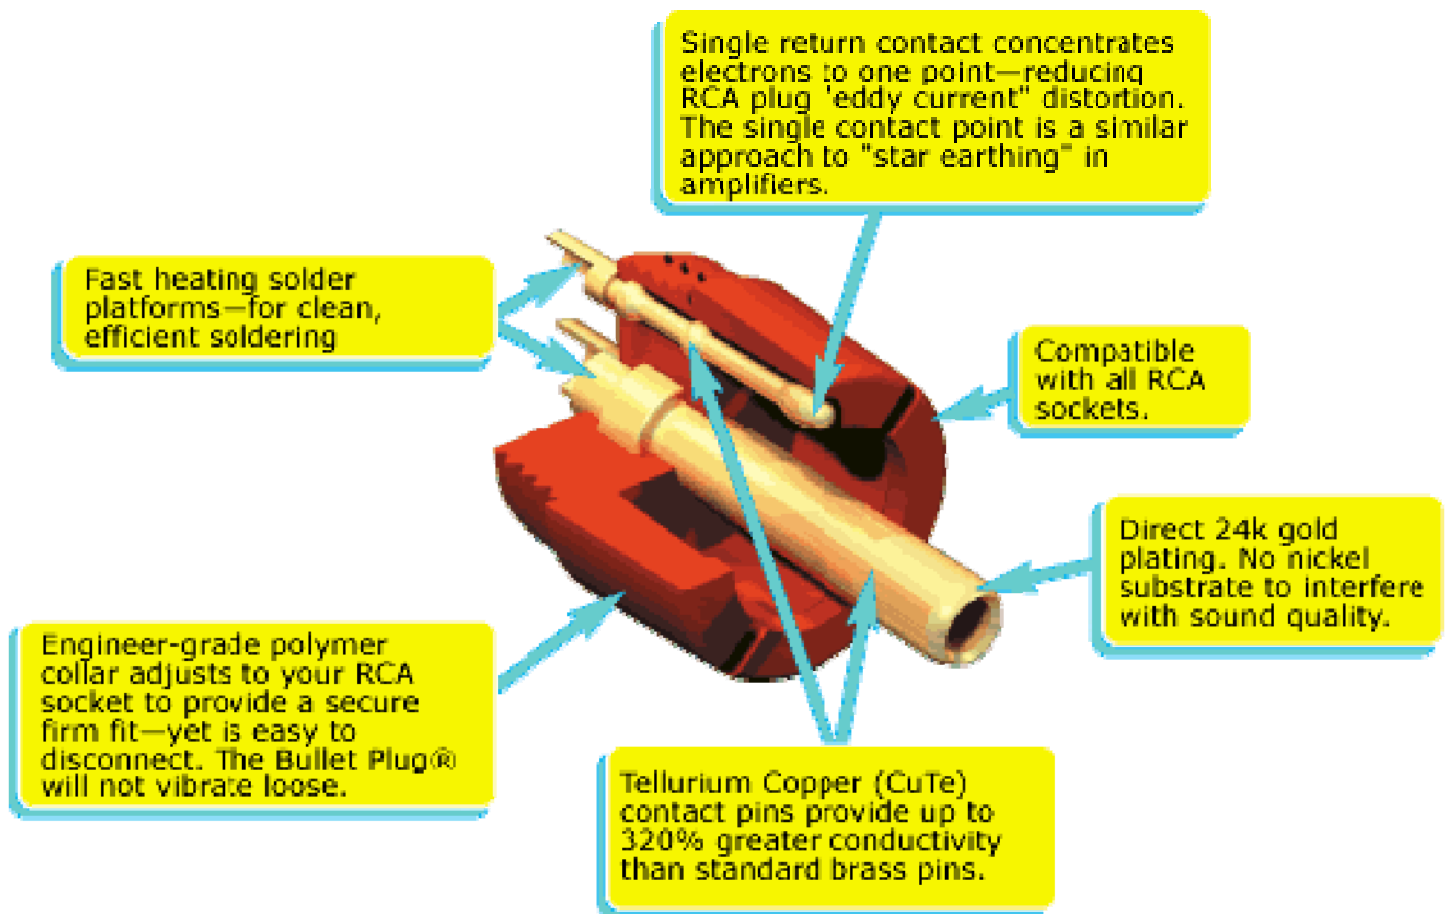 Single return contact concentrates
electrons to one point—reducing
RCA plug 'eddy current" distortion.
The single contact point is a similar
approach to "star earthing" in
amplifiers.
Fast heating solder
platforms—for clean,
efficient soldering
Compatible
with all RCA
sockets.
Direct 24k gold
plating. No nickel
substrate to interfere
with sound quality.
Engineer-grade polymer
collar adjusts to your RCA
socket to provide a secure
firm fit—yet is easy to
disconnect. The Bullet Plug®
will not vibrate loose.
Tellurium Copper (CuTe)
contact pins provide up to
320% greater conductivity
than standard brass pins.